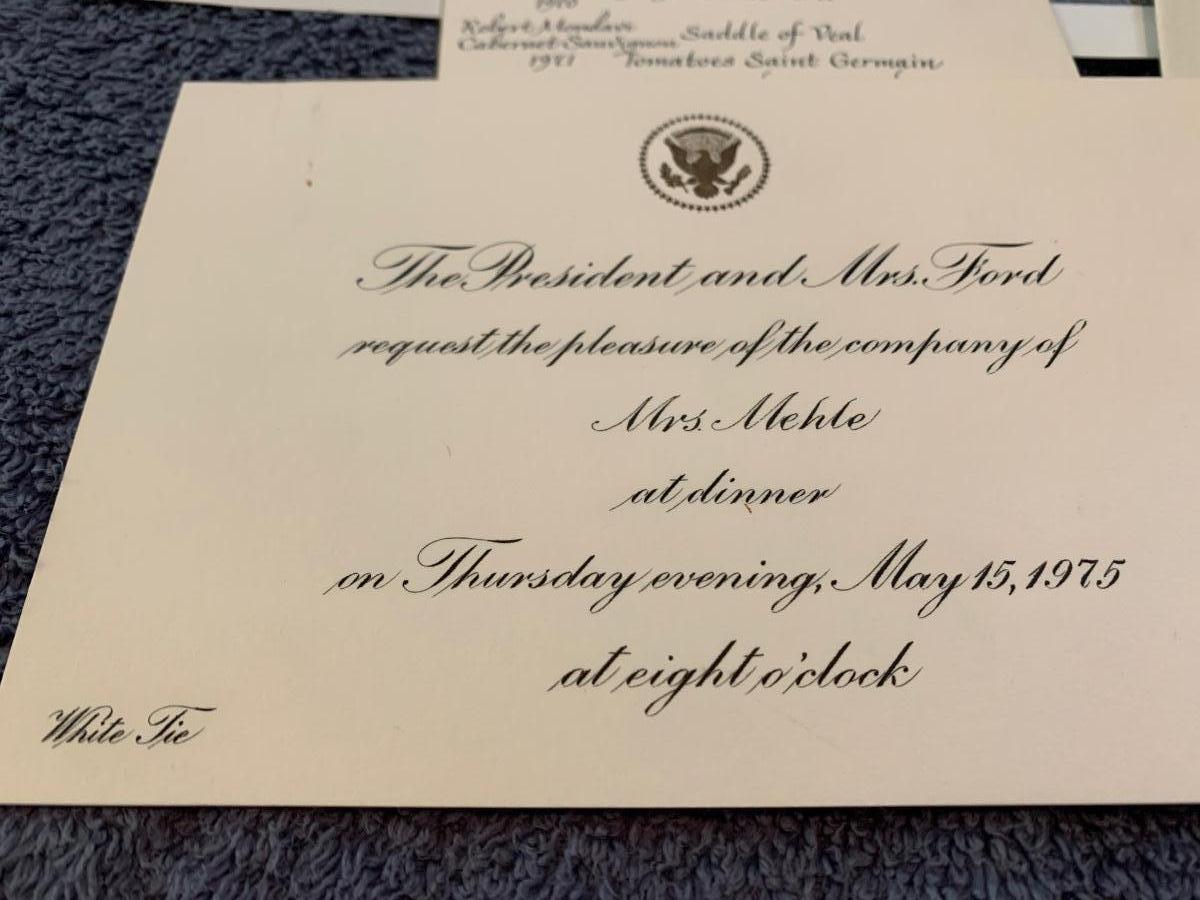 Robert Mondavi
Cabernet Sauvignon
1981
Saddle of Veal
Tomatoes Saint Germain
The President and Mrs. Ford
request the pleasure of the company of
Mrs. Mehle
at dinner
on Thursday evening, May 15, 1975
at eight o'clock
White Tie